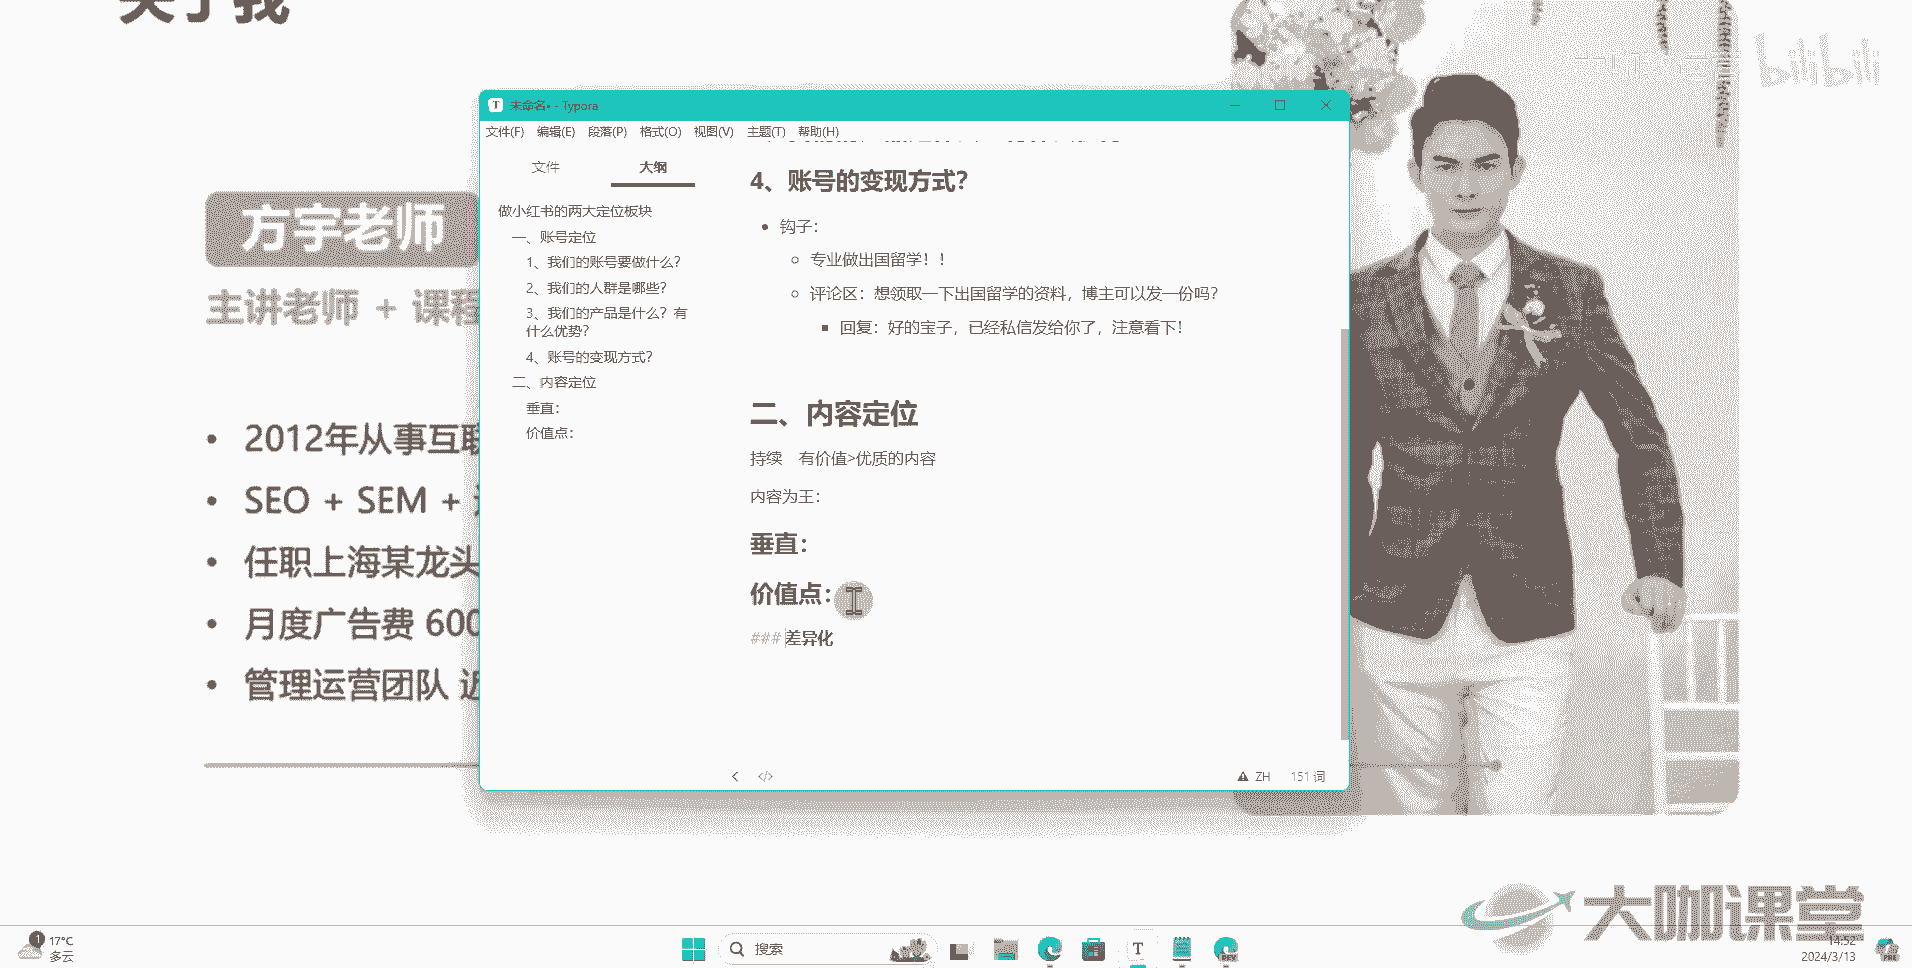 关于我
bilibili
方宇老师
主讲老师 + 课程
2012年从事互联
SEO + SEM +
任职上海某龙头
月度广告费 600
管理运营团队 近
T 未命名• - Typora
文件(F) 编辑(E) 段落(P) 格式(O) 视图(V) 主题(T) 帮助(H)
文件 大纲
做小红书的两大定位板块
一、账号定位
1、我们的账号要做什么?
2、我们的人群是哪些?
3、我们的产品是什么? 有
什么优势?
4、账号的变现方式?
二、内容定位
垂直:
价值点:
4、账号的变现方式?
钩子:
专业做出国留学! !
评论区: 想领取一下出国留学的资料, 博主可以发一份吗?
回复: 好的宝子, 已经私信发给你了, 注意看下!
二、内容定位
持续 有价值>优质的内容
内容为王:
垂直:
价值点:
### 差异化
ZH 151 词
大咖课堂
1
17°C
多云
搜索
T
DEV
14:52
2024/3/13
PRE